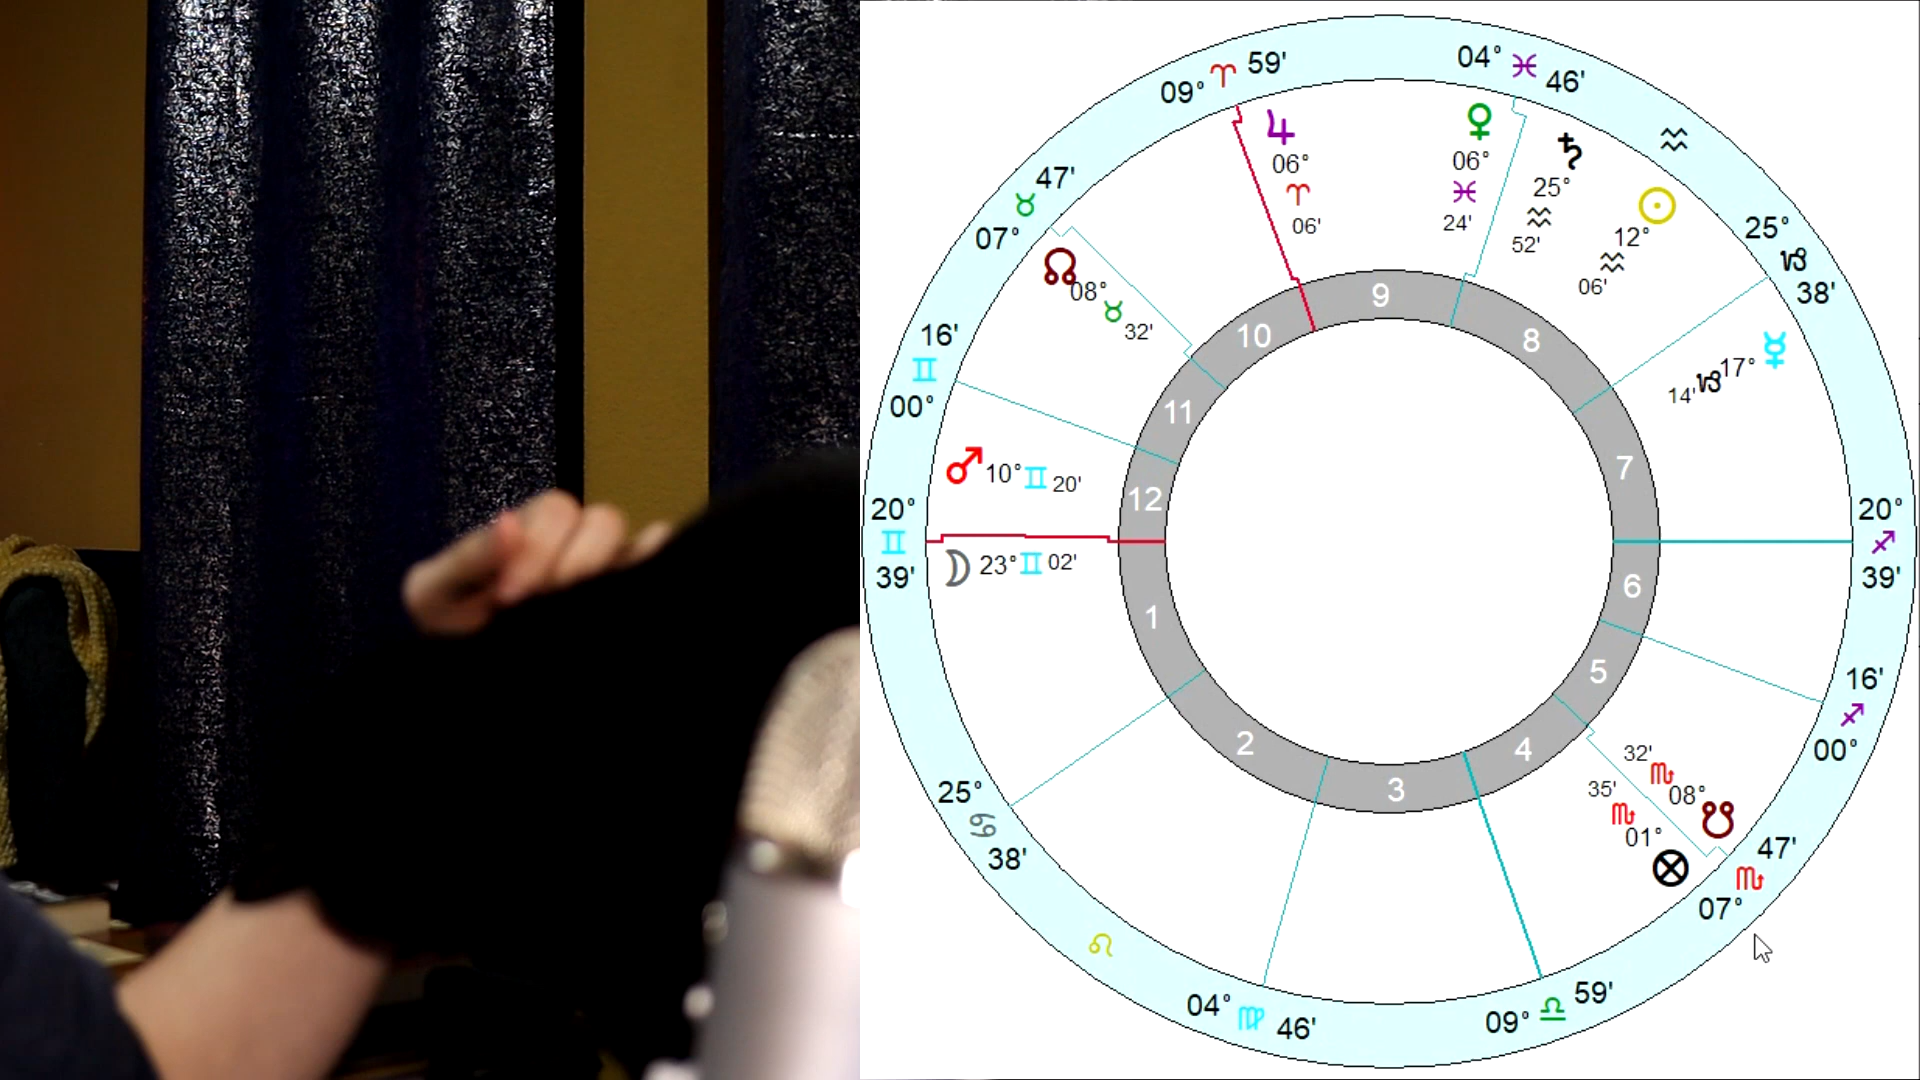 04° ♓ 46'
09° ♈ 59'
♒
♃ 06° ♈ 06'
♀ 06° ♓ 24'
♄ 25° ♒ 52'
☉ 12° ♒ 06'
07° ♉ 47'
25° ♑ 38'
☊ 08° ♉ 32'
☿ 17° ♑ 14'
00° ♊ 16'
♂ 10° ♊ 20'
20° ♊ 39'
☽ 23° ♊ 02'
20° ♐ 39'
00° ♐ 16'
☋ 08° ♏ 32'
⊗ 01° ♏ 35'
07° ♏ 47'
25° ♋ 38'
♌
04° ♍ 46'
09° ♎ 59'
9
8
7
6
5
4
3
2
1
12
11
10